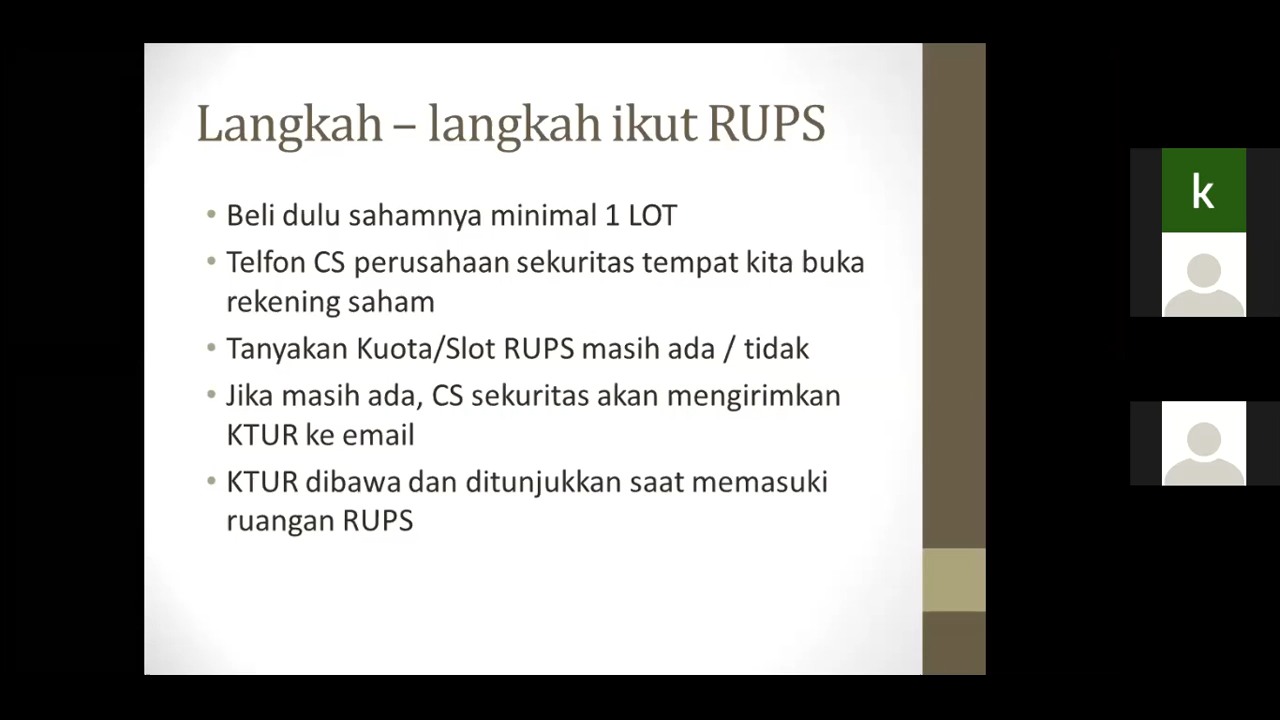 Langkah – langkah ikut RUPS
• Beli dulu sahamnya minimal 1 LOT
• Telfon CS perusahaan sekuritas tempat kita buka
rekening saham
• Tanyakan Kuota/Slot RUPS masih ada / tidak
• Jika masih ada, CS sekuritas akan mengirimkan
KTUR ke email
• KTUR dibawa dan ditunjukkan saat memasuki
ruangan RUPS
k